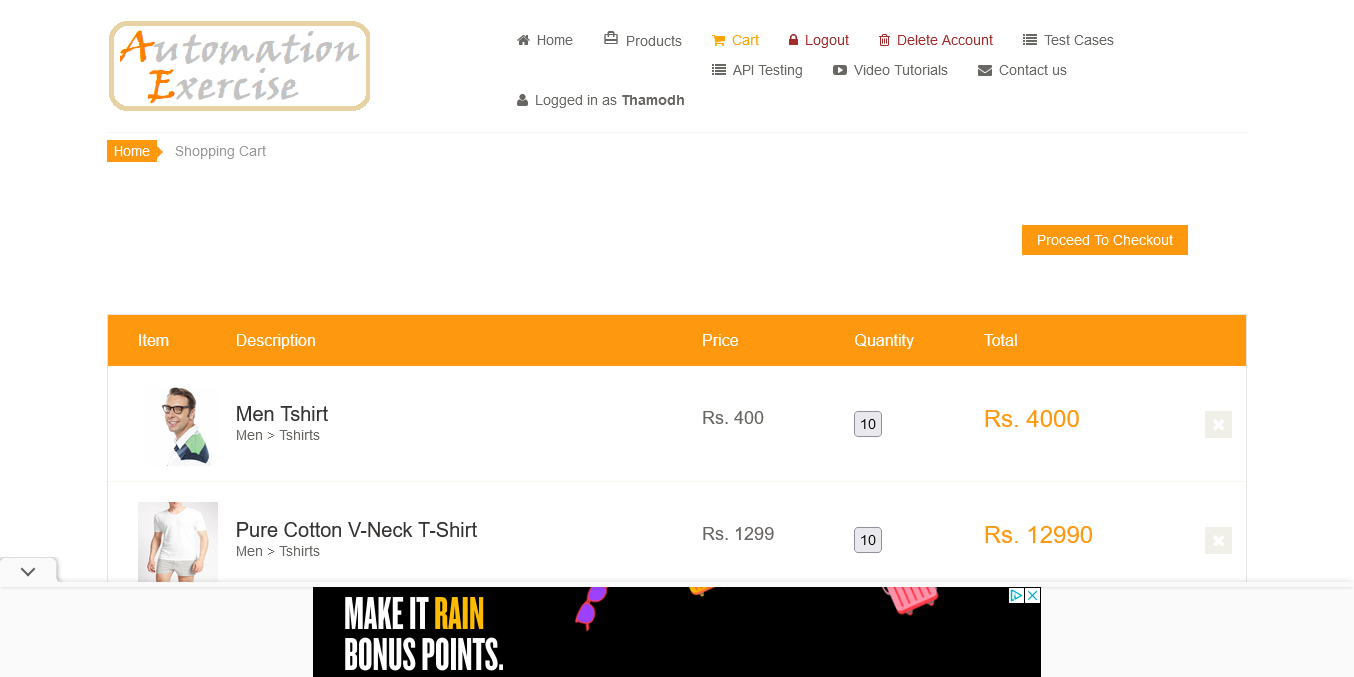 Automation
Exercise
Home
Products
Cart
Logout
Delete Account
Test Cases
API Testing
Video Tutorials
Contact us
Logged in as Thamodh
Home
Shopping Cart
Proceed To Checkout
Item Description Price Quantity Total
Men Tshirt
Men > Tshirts
Rs. 400
10
Rs. 4000
Pure Cotton V-Neck T-Shirt
Men > Tshirts
Rs. 1299
10
Rs. 12990
MAKE IT RAIN
BONUS POINTS.